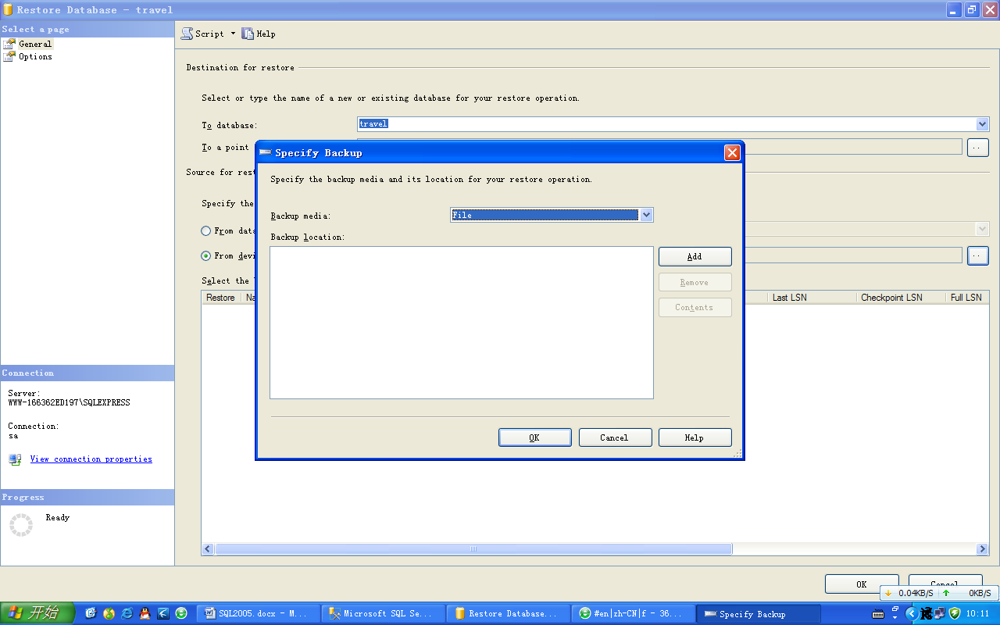 Restore Database - travel
Select a page
General
Options
Script
Help
Destination for restore
Select or type the name of a new or existing database for your restore operation.
To database:
travel
To a point
Source for rest
Specify the
From data
From devi
Select the
Restore
Na
Last LSN
Checkpoint LSN
Full LSN
Specify Backup
Specify the backup media and its location for your restore operation.
Backup media:
File
Backup location:
Add
Remove
Contents
OK
Cancel
Help
Connection
Server:
WWW-166362ED197\SQLEXPRESS
Connection:
sa
View connection properties
Progress
Ready
OK
Cancel
0.04KB/S
0KB/S
开始
SQL2005.docx - M...
Microsoft SQL Se...
Restore Database...
#en|zh-CN|f - 36...
Specify Backup
10:11